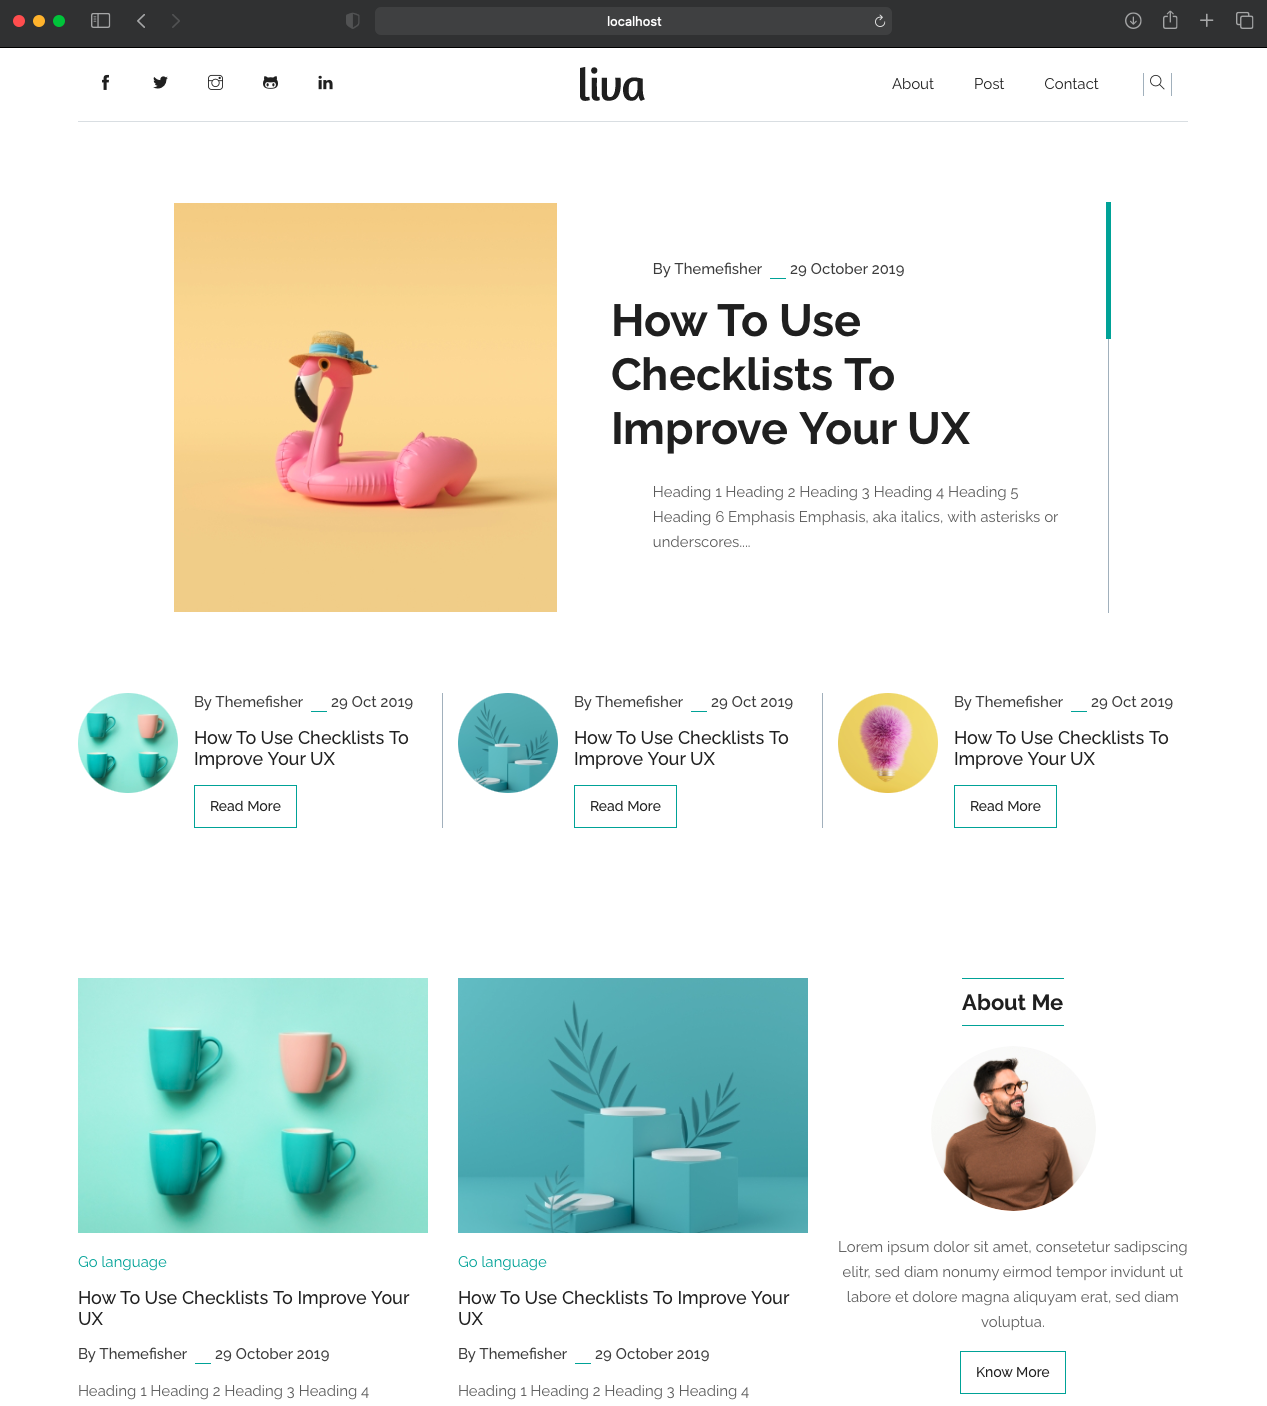 localhost
liva
About Post Contact
By Themefisher __ 29 October 2019
How To Use
Checklists To
Improve Your UX
Heading 1 Heading 2 Heading 3 Heading 4 Heading 5
Heading 6 Emphasis Emphasis, aka italics, with asterisks or
underscores....
By Themefisher __ 29 Oct 2019
How To Use Checklists To
Improve Your UX
Read More
By Themefisher __ 29 Oct 2019
How To Use Checklists To
Improve Your UX
Read More
By Themefisher __ 29 Oct 2019
How To Use Checklists To
Improve Your UX
Read More
Go language
How To Use Checklists To Improve Your
UX
By Themefisher __ 29 October 2019
Heading 1 Heading 2 Heading 3 Heading 4
Go language
How To Use Checklists To Improve Your
UX
By Themefisher __ 29 October 2019
Heading 1 Heading 2 Heading 3 Heading 4
About Me
Lorem ipsum dolor sit amet, consetetur sadipscing
elitr, sed diam nonumy eirmod tempor invidunt ut
labore et dolore magna aliquyam erat, sed diam
voluptua.
Know More